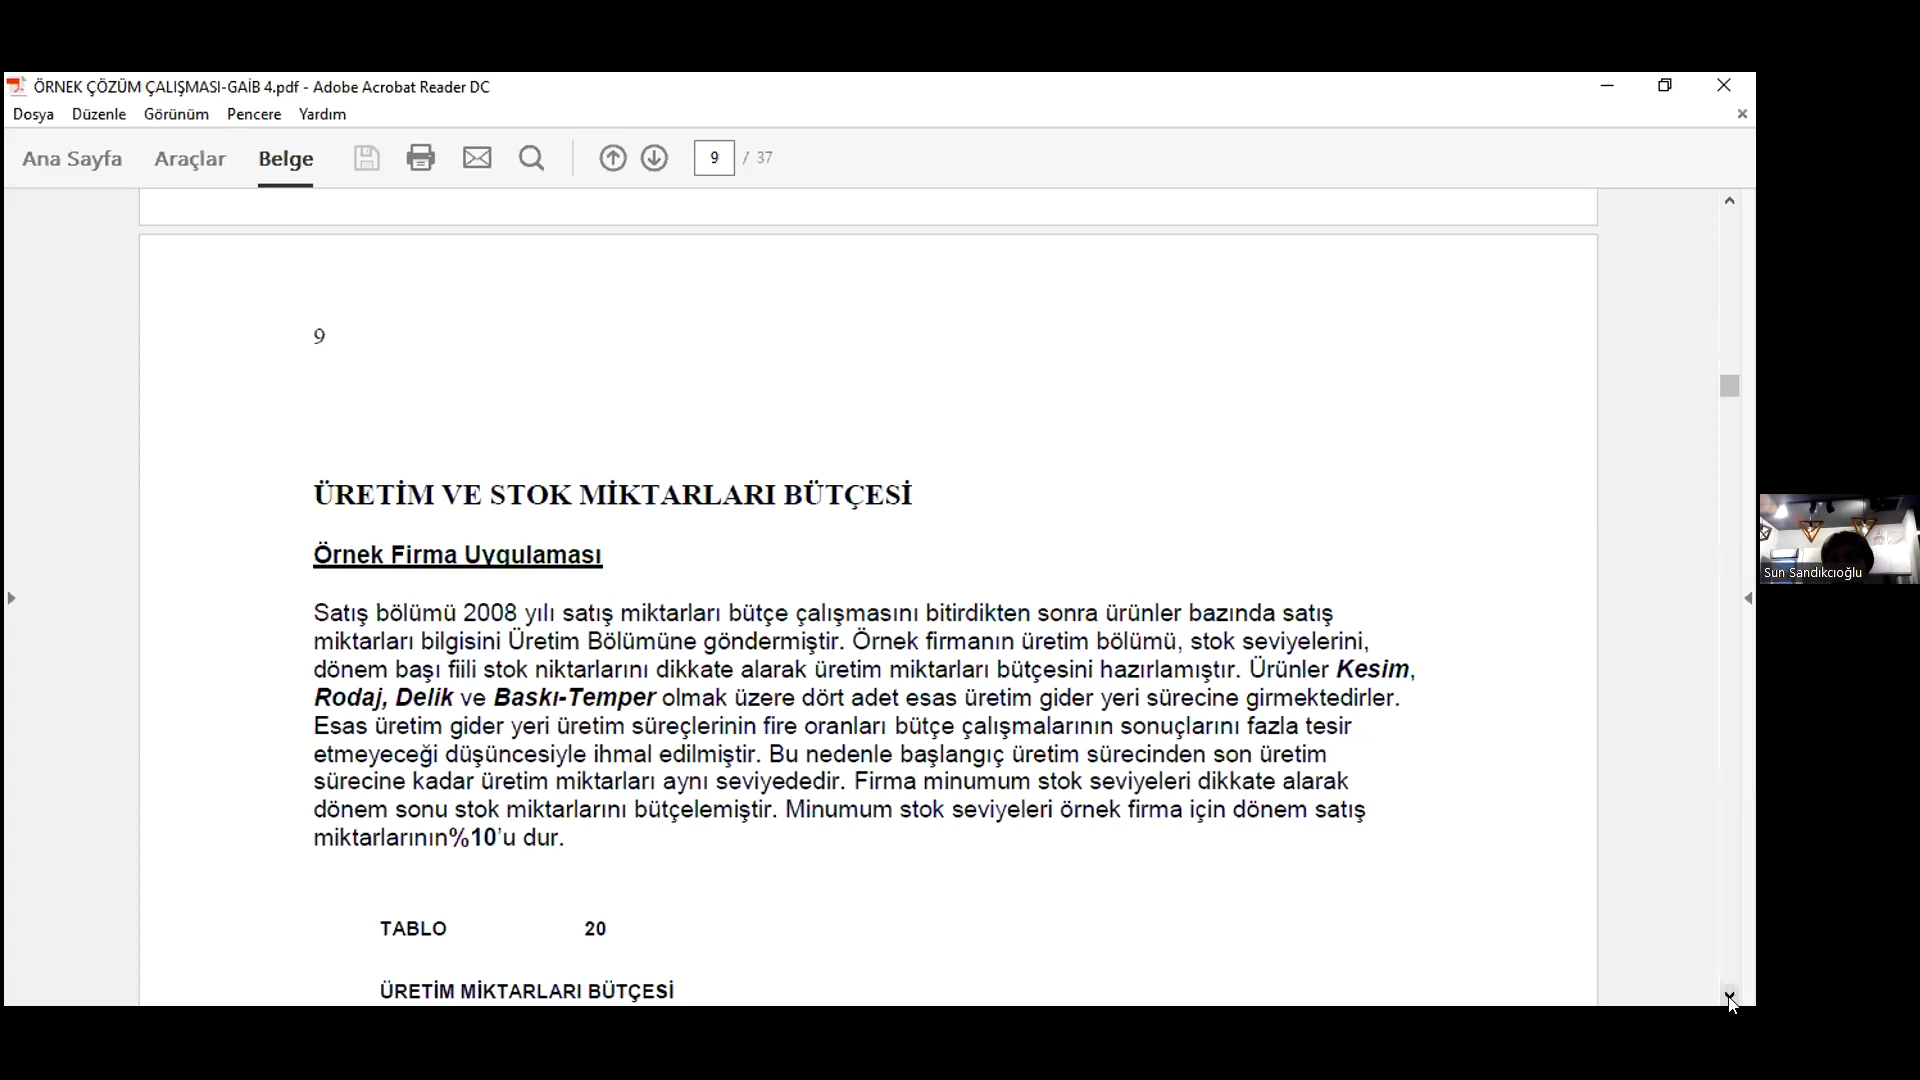 ÖRNEK ÇÖZÜM ÇALIŞMASI-GAİB 4.pdf - Adobe Acrobat Reader DC
Dosya Düzenle Görünüm Pencere Yardım
Ana Sayfa Araçlar Belge 9 / 37
9
ÜRETİM VE STOK MİKTARLARI BÜTÇESİ
Örnek Firma Uygulaması
Satış bölümü 2008 yılı satış miktarları bütçe çalışmasını bitirdikten sonra ürünler bazında satış
miktarları bilgisini Üretim Bölümüne göndermiştir. Örnek firmanın üretim bölümü, stok seviyelerini,
dönem başı fiili stok niktarlarını dikkate alarak üretim miktarları bütçesini hazırlamıştır. Ürünler Kesim,
Rodaj, Delik ve Baskı-Temper olmak üzere dört adet esas üretim gider yeri sürecine girmektedirler.
Esas üretim gider yeri üretim süreçlerinin fire oranları bütçe çalışmalarının sonuçlarını fazla tesir
etmeyeceği düşüncesiyle ihmal edilmiştir. Bu nedenle başlangıç üretim sürecinden son üretim
sürecine kadar üretim miktarları aynı seviyededir. Firma minumum stok seviyeleri dikkate alarak
dönem sonu stok miktarlarını bütçelemiştir. Minumum stok seviyeleri örnek firma için dönem satış
miktarlarının%10’u dur.
TABLO 20
ÜRETİM MİKTARLARI BÜTÇESİ
Sun Sandıkcıoğlu